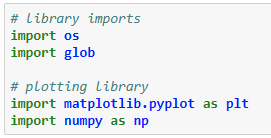 # library imports
import os
import glob

# plotting library
import matplotlib.pyplot as plt
import numpy as np